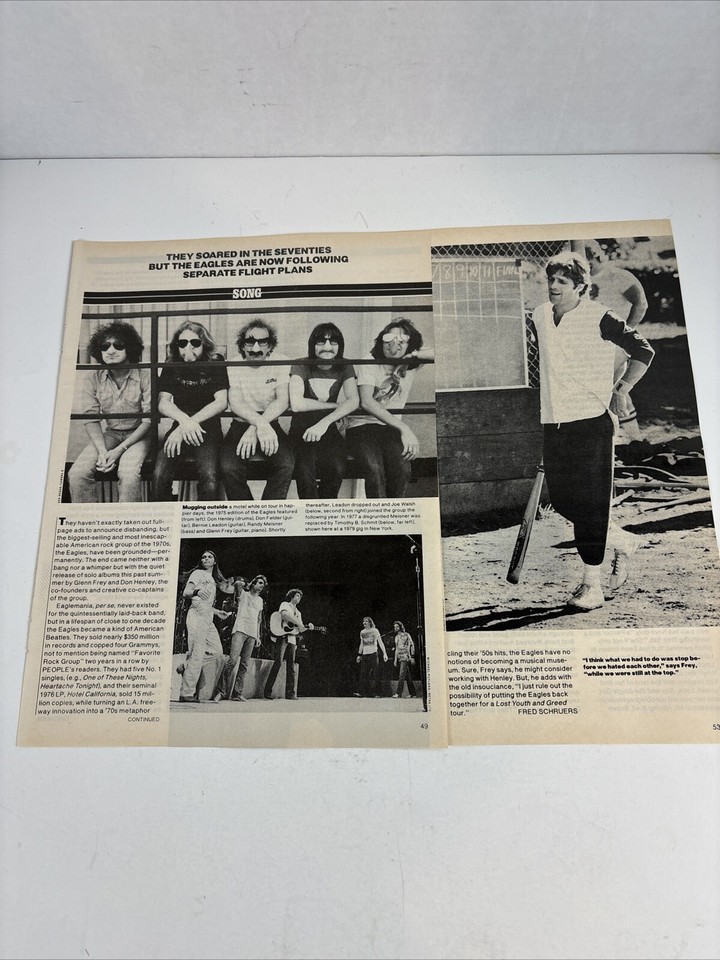 THEY SOARED IN THE SEVENTIES
BUT THE EAGLES ARE NOW FOLLOWING
SEPARATE FLIGHT PLANS
SONG
Mugging outside a motel while on tour in hap-
pier days, the 1975 edition of the Eagles featured
(from left): Don Henley (drums), Don Felder (gui-
tar), Bernie Leadon (guitar), Randy Meisner
(bass) and Glenn Frey (guitar, piano). Shortly
thereafter, Leadon dropped out and Joe Walsh
(below, second from right) joined the group the
following year. In 1977 a disgruntled Meisner was
replaced by Timothy B. Schmit (below, far left),
shown here at a 1979 gig in New York.
They haven't exactly taken out full-
page ads to announce disbanding, but
the biggest-selling and most inescap-
able American rock group of the 1970s,
the Eagles, have been grounded—per-
manently. The end came neither with a
bang nor a whimper but with the quiet
release of solo albums this past sum-
mer by Glenn Frey and Don Henley, the
co-founders and creative co-captains
of the group.
Eaglemania, per se, never existed
for the quintessentially laid-back band,
but in a lifespan of close to one decade
the Eagles became a kind of American
Beatles. They sold nearly $350 million
in records and copped four Grammys,
not to mention being named "Favorite
Rock Group" two years in a row by
PEOPLE's readers. They had five No. 1
singles, (e.g., One of These Nights,
Heartache Tonight), and their seminal
1976 LP, Hotel California, sold 15 mil-
lion copies, while turning an L.A. free-
way innovation into a '70s metaphor
CONTINUED
49
7 8 9 10 11 FINAL
cling their '50s hits, the Eagles have no
notions of becoming a musical muse-
um. Sure, Frey says, he might consider
working with Henley. But, he adds with
the old insouciance, "I just rule out the
possibility of putting the Eagles back
together for a Lost Youth and Greed
tour."
FRED SCHRUERS
"I think what we had to do was stop be-
fore we hated each other," says Frey,
"while we were still at the top."
53